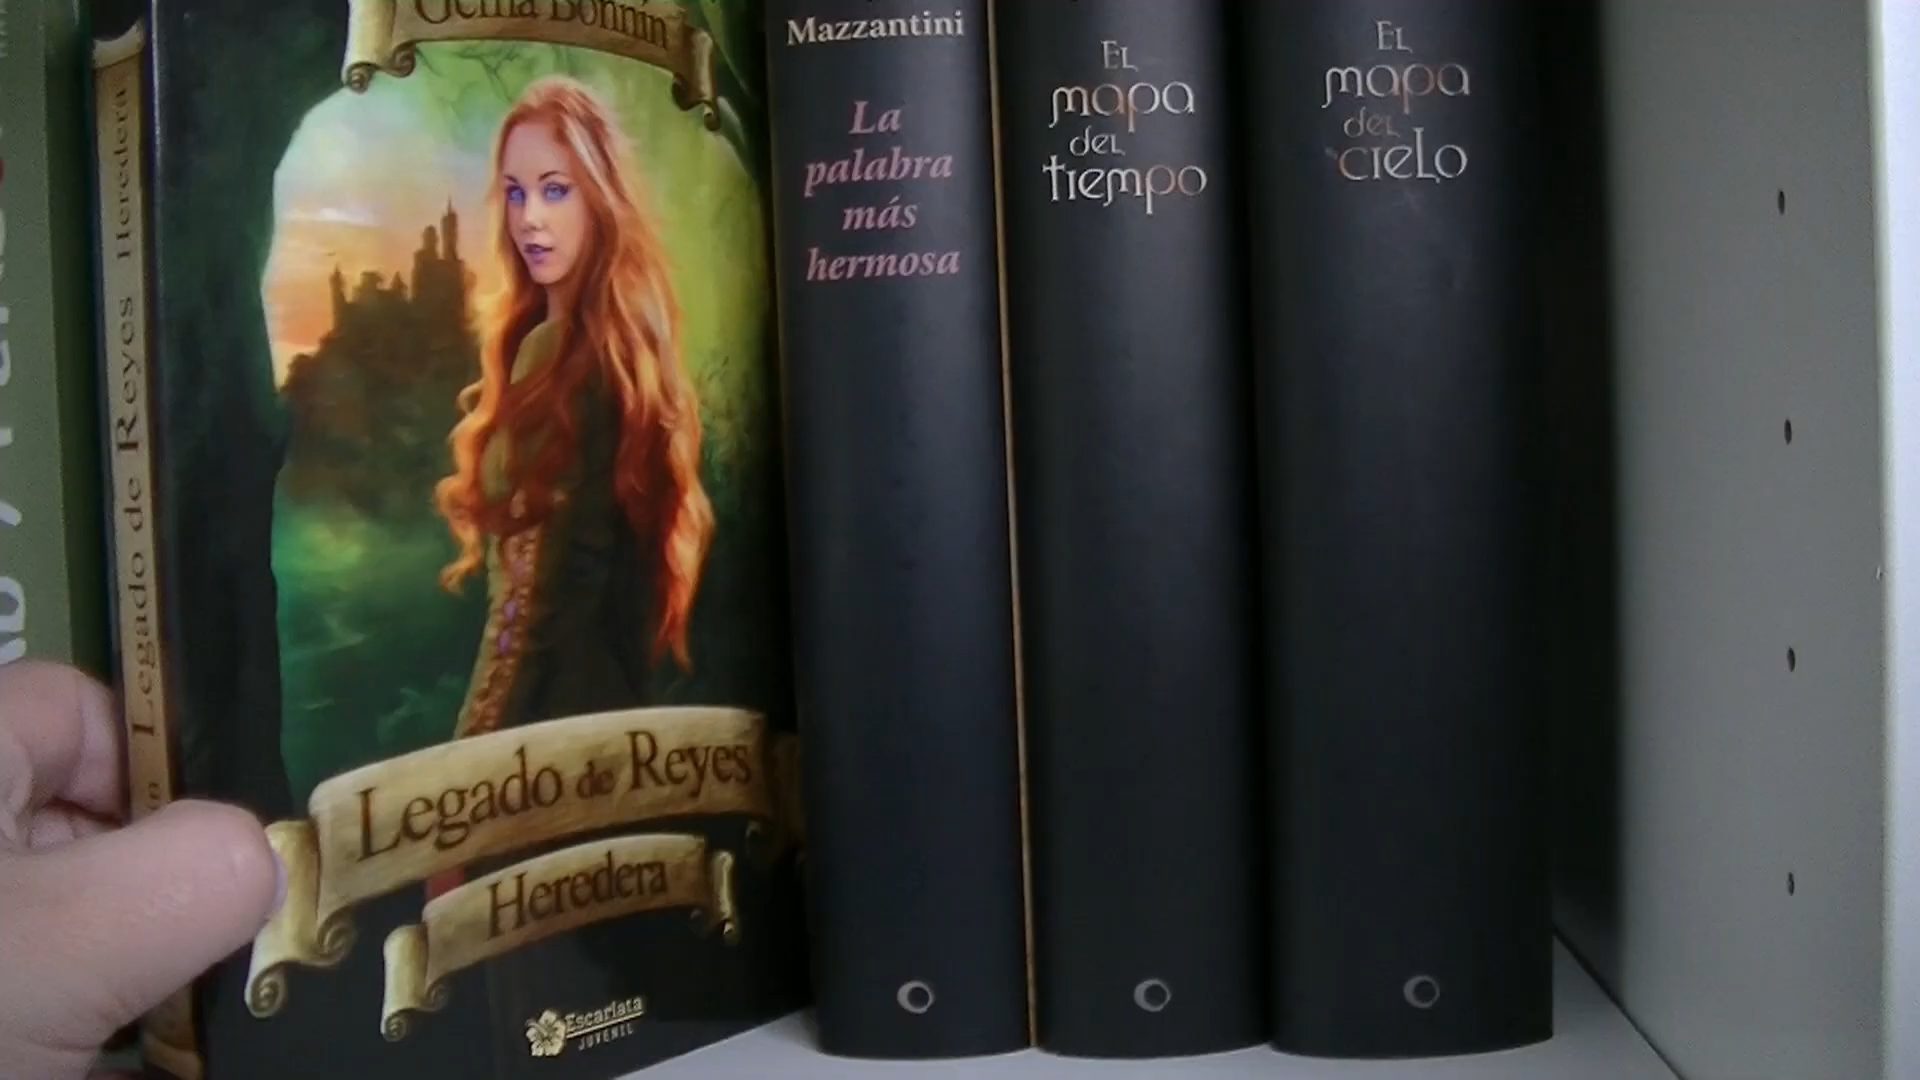 Legado de Reyes Heredera
Gema Bonnín
Legado de Reyes
Heredera
Escarlata
JUVENIL
Mazzantini
La
palabra
más
hermosa
El
mapa
del
tiempo
El
mapa
del
cielo